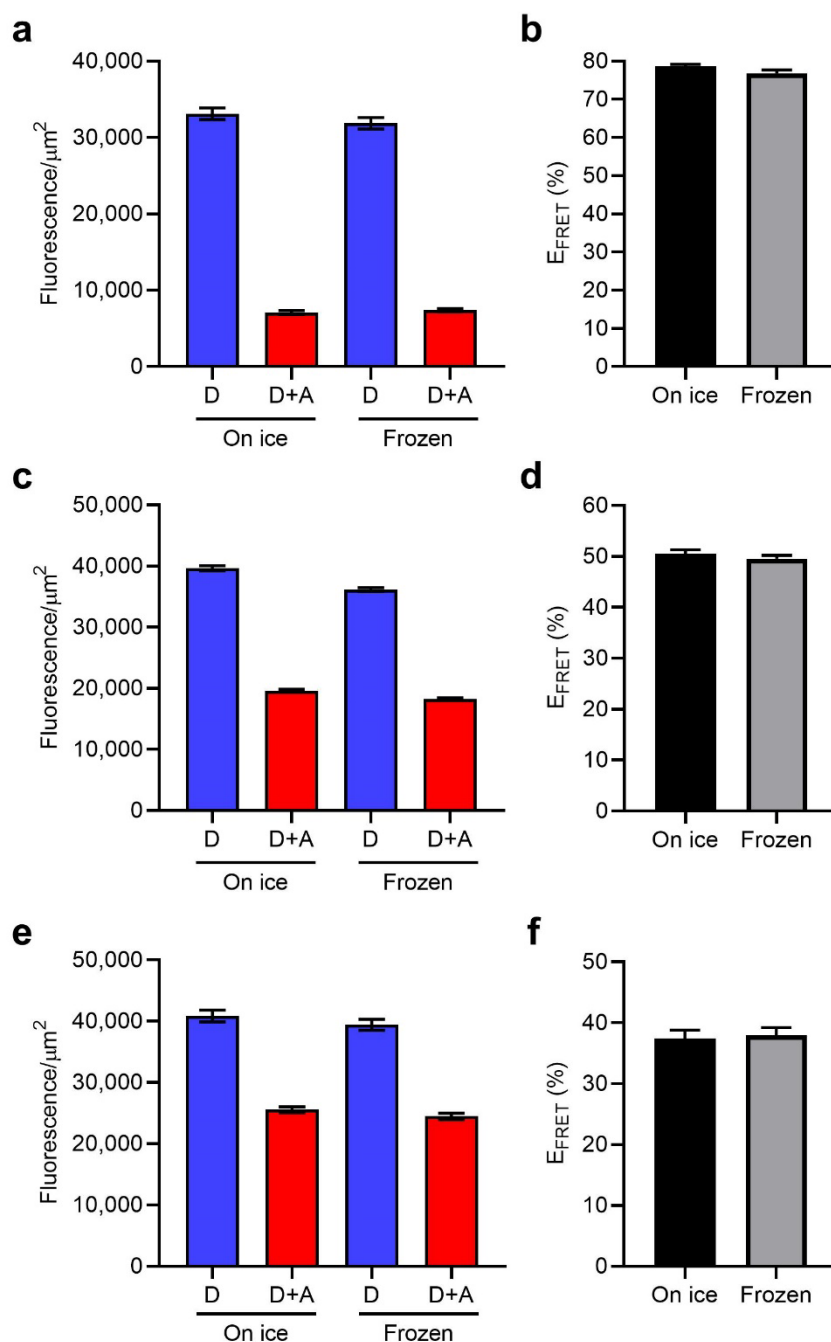 a
40,000
30,000
20,000
10,000
0
Fluorescence/μm²
D D+A D D+A
On ice Frozen
b
80
70
60
50
40
30
20
10
0
E_FRET (%)
On ice Frozen
c
50,000
40,000
30,000
20,000
10,000
0
Fluorescence/μm²
D D+A D D+A
On ice Frozen
d
60
50
40
30
20
10
0
E_FRET (%)
On ice Frozen
e
50,000
40,000
30,000
20,000
10,000
0
Fluorescence/μm²
D D+A D D+A
On ice Frozen
f
50
40
30
20
10
0
E_FRET (%)
On ice Frozen